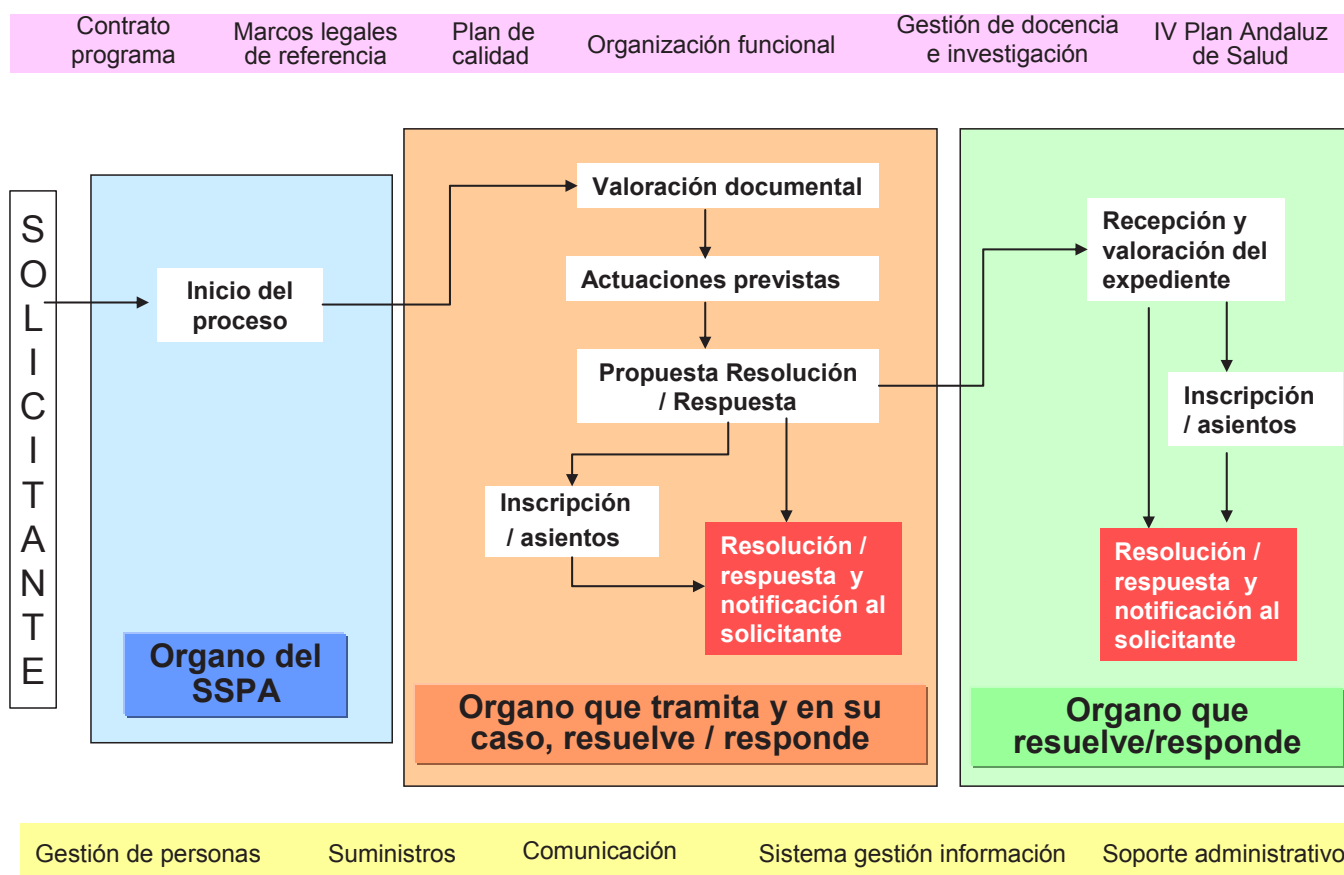 Contrato
programa
Marcos legales
de referencia
Plan de
calidad
Organización funcional
Gestión de docencia
e investigación
IV Plan Andaluz
de Salud
SOLICITANTE
Inicio del
proceso
Organo del
SSPA
Valoración documental
Actuaciones previstas
Propuesta Resolución
/ Respuesta
Inscripción
/ asientos
Resolución /
respuesta y
notificación al
solicitante
Organo que tramita y en su
caso, resuelve / responde
Recepción y
valoración del
expediente
Inscripción
/ asientos
Resolución /
respuesta y
notificación al
solicitante
Organo que
resuelve/responde
Gestión de personas
Suministros
Comunicación
Sistema gestión información
Soporte administrativo